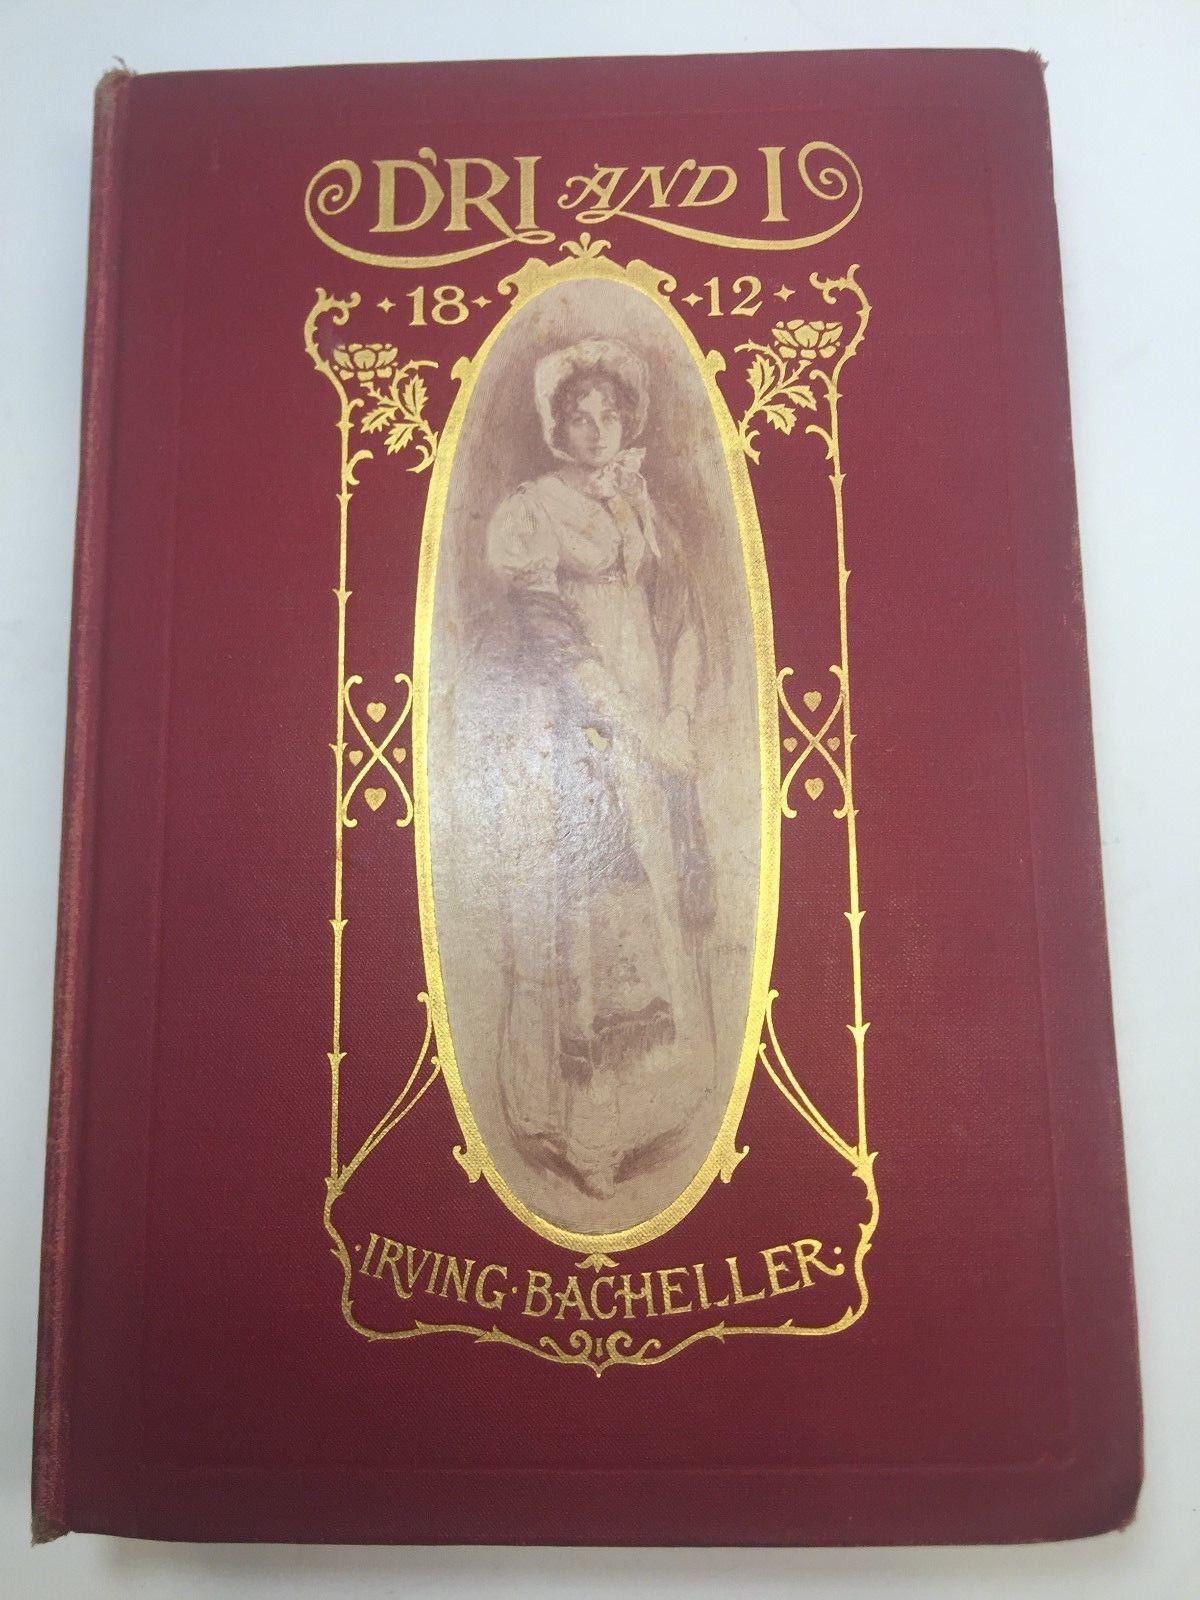 D'RI AND I
18 12
IRVING BACHELLER